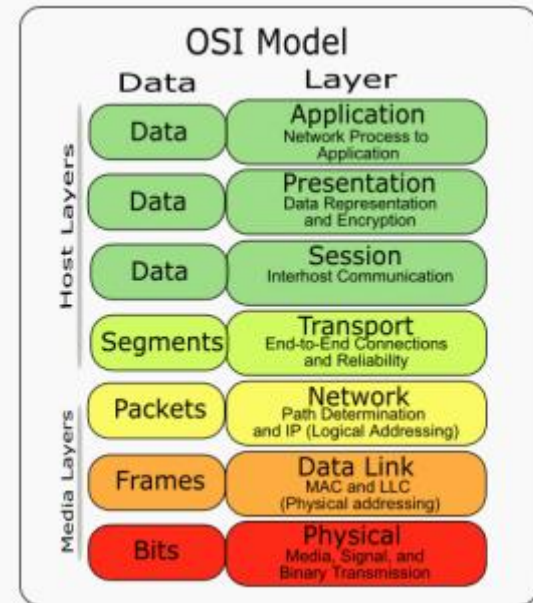 OSI Model
Data Layer
Host Layers
Data
Application
Network Process to
Application
Data
Presentation
Data Representation
and Encryption
Data
Session
Interhost Communication
Segments
Transport
End-to-End Connections
and Reliability
Media Layers
Packets
Network
Path Determination
and IP (Logical Addressing)
Frames
Data Link
MAC and LLC
(Physical addressing)
Bits
Physical
Media, Signal, and
Binary Transmission